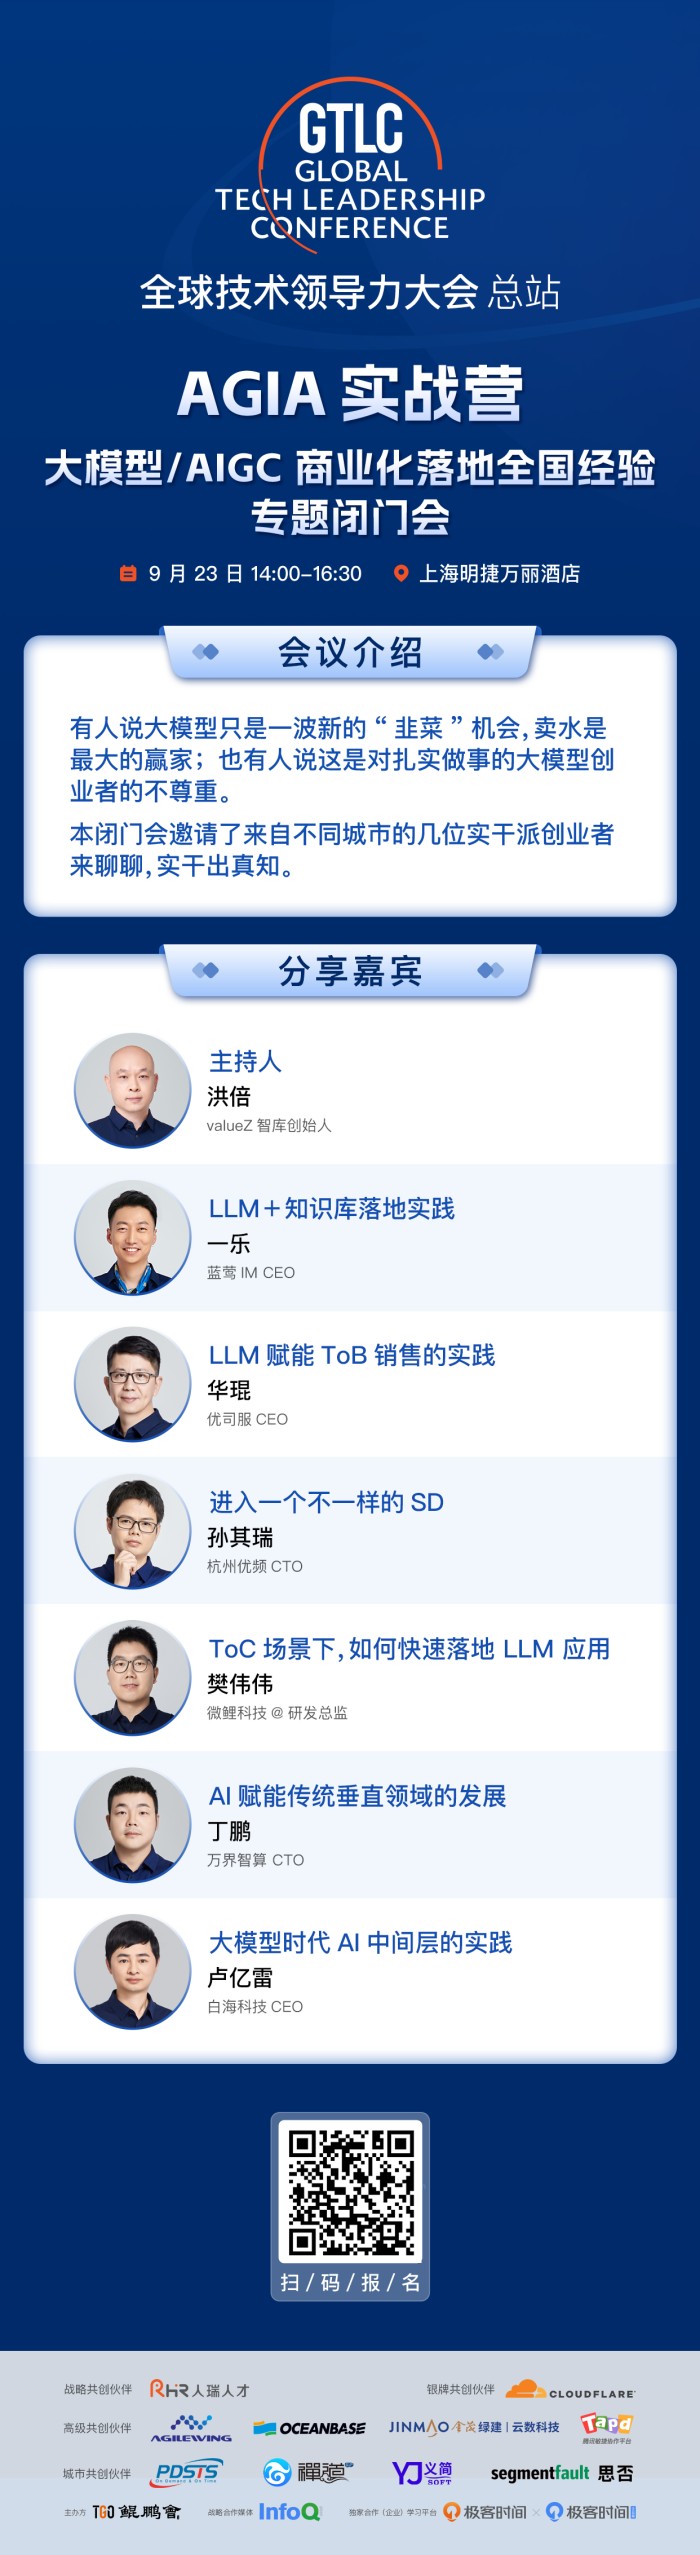 GTLC
GLOBAL
TECH LEADERSHIP
CONFERENCE
全球技术领导力大会 总站
AGIA 实战营
大模型/AIGC 商业化落地全国经验
专题闭门会
9 月 23 日 14:00-16:30 上海明捷万丽酒店
会议介绍
有人说大模型只是一波新的“韭菜”机会,卖水是
最大的赢家；也有人说这是对扎实做事的大模型创
业者的不尊重。
本闭门会邀请了来自不同城市的几位实干派创业者
来聊聊,实干出真知。
分享嘉宾
主持人
洪倍
valueZ 智库创始人
LLM＋知识库落地实践
一乐
蓝莺 IM CEO
LLM 赋能 ToB 销售的实践
华琨
优司服 CEO
进入一个不一样的 SD
孙其瑞
杭州优频 CTO
ToC 场景下,如何快速落地 LLM 应用
樊伟伟
微鲤科技 @ 研发总监
AI 赋能传统垂直领域的发展
丁鹏
万界智算 CTO
大模型时代 AI 中间层的实践
卢亿雷
白海科技 CEO
扫 / 码 / 报 / 名
战略共创伙伴 RHR 人瑞人才 银牌共创伙伴 CLOUDFLARE
高级共创伙伴 AGILEWING OCEANBASE JINMAO 金茂绿建 | 云数科技 Tapd
腾讯敏捷协作平台
城市共创伙伴 PDSTS 禪道 YJ 义简 SOFT segmentfault 思否
On Demand & On Time
主办方 TGO 鲲鹏會 战略合作媒体 InfoQ 独家合作（企业）学习平台 极客时间 × 极客时间